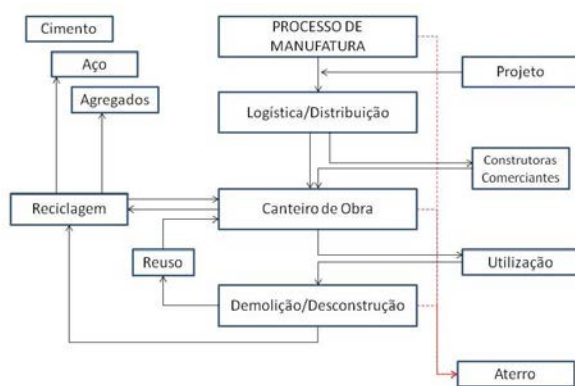 Cimento
PROCESSO DE
MANUFATURA
Aço
Projeto
Agregados
Logística/Distribuição
Construtoras
Comerciantes
Reciclagem
Canteiro de Obra
Reuso
Utilização
Demolição/Desconstrução
Aterro